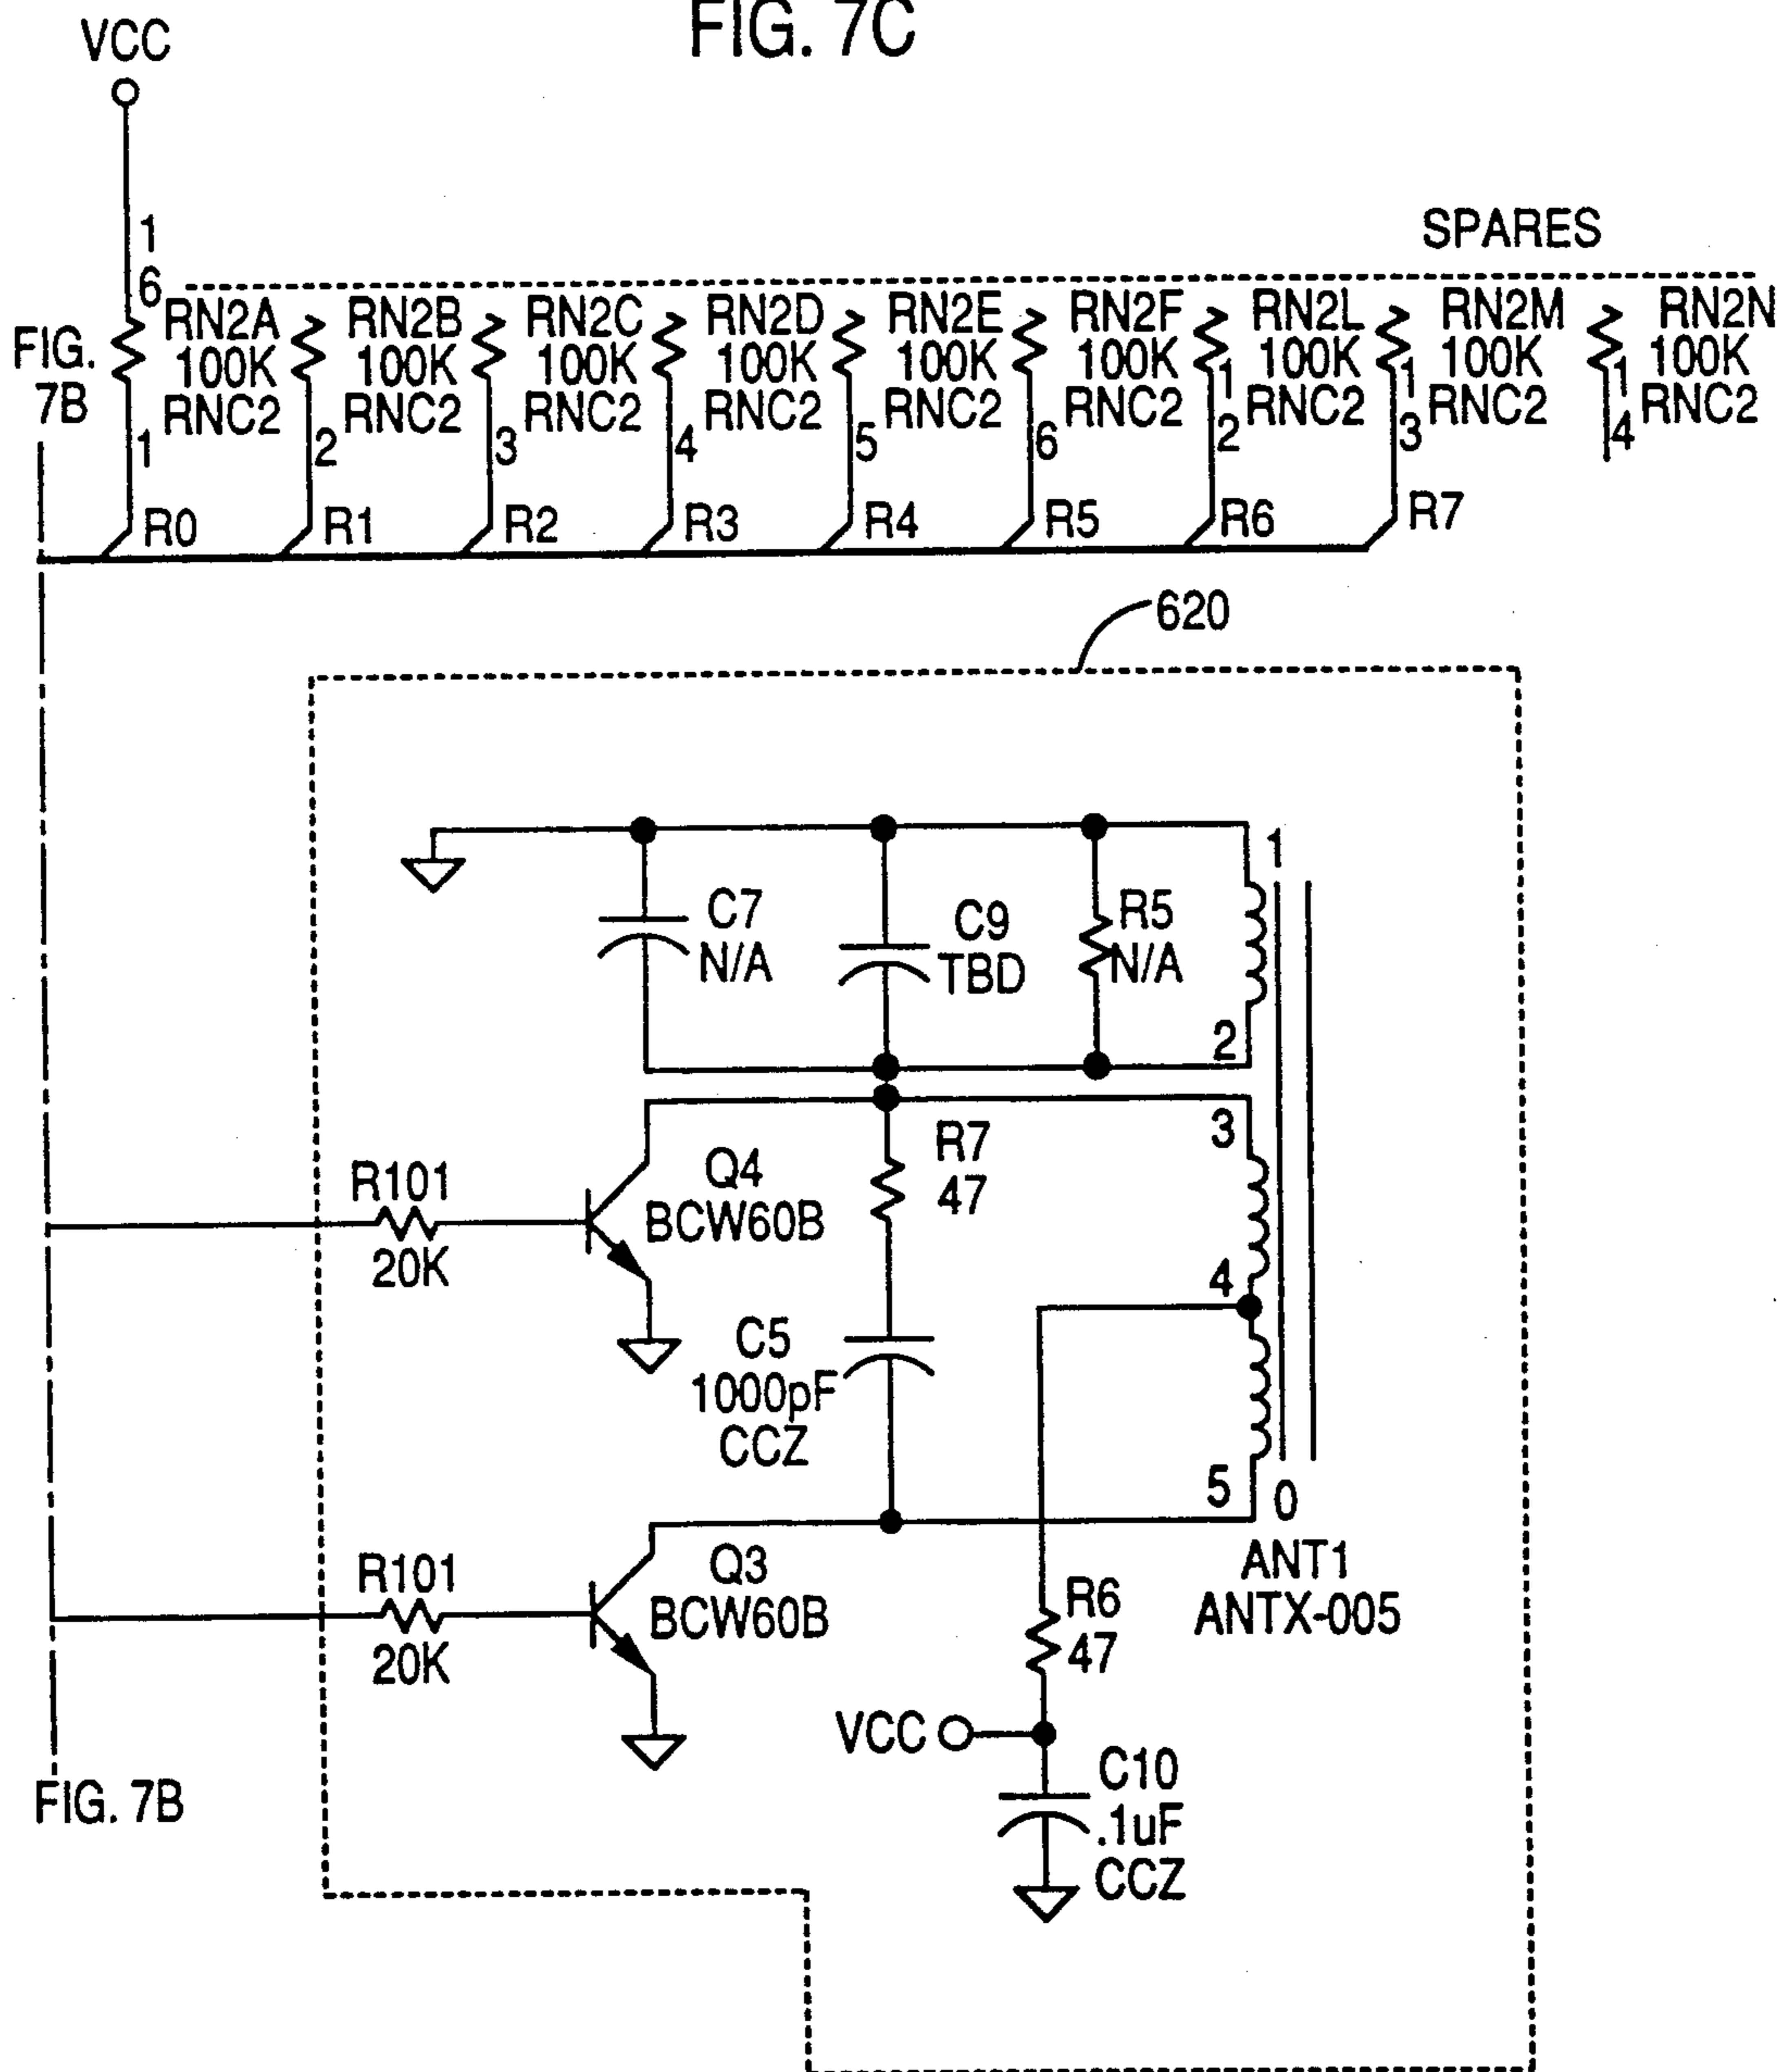 FIG. 7C
VCC
1
6
SPARES
FIG.
7B
RN2A
100K
RNC2
1
R0
RN2B
100K
RNC2
2
R1
RN2C
100K
RNC2
3
R2
RN2D
100K
RNC2
4
R3
RN2E
100K
RNC2
5
R4
RN2F
100K
RNC2
6
R5
RN2L
100K
RNC2
1
2
R6
RN2M
100K
RNC2
1
3
R7
RN2N
100K
RNC2
1
4
620
C7
N/A
C9
TBD
R5
N/A
1
2
3
R7
47
Q4
BCW60B
R101
20K
4
C5
1000pF
CCZ
5
0
ANT1
ANTX-005
Q3
BCW60B
R101
20K
R6
47
VCC
C10
.1uF
CCZ
FIG. 7B